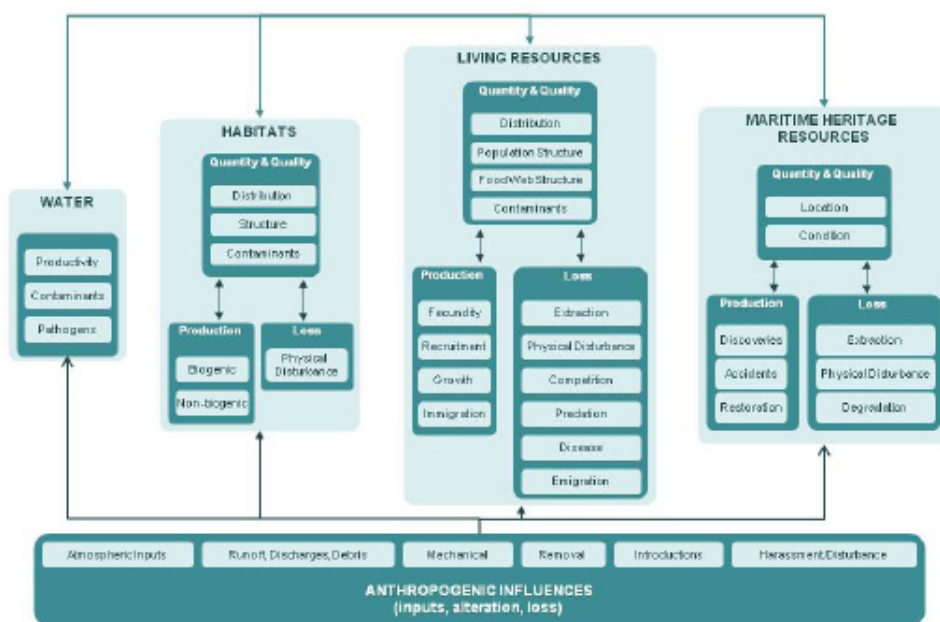 LIVING RESOURCES
Quantity & Quality
Distribution
Population Structure
Food Web Structure
Contaminants
Production
Fecundity
Recruitment
Growth
Immigration
Loss
Extraction
Physical Disturbance
Competition
Predation
Disease
Emigration
HABITATS
Quantity & Quality
Distribution
Structure
Contaminants
Production
Biogenic
Non-biogenic
Loss
Physical
Disturbance
MARITIME HERITAGE
RESOURCES
Quantity & Quality
Location
Condition
Production
Discoveries
Accidents
Restoration
Loss
Extraction
Physical Disturbance
Degradation
WATER
Productivity
Contaminants
Pathogens
Atmospheric Inputs
Runoff, Discharges, Debris
Mechanical
Removal
Introductions
Harassment/Disturbance
ANTHROPOGENIC INFLUENCES
(inputs, alteration, loss)